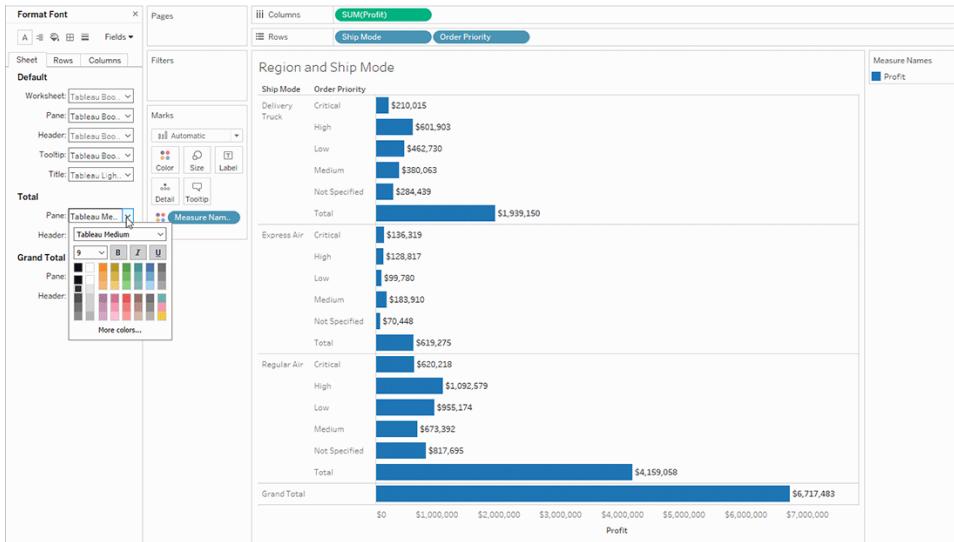 Format Font ×
A Fields
Sheet Rows Columns
Default
Worksheet: Tableau Boo..
Pane: Tableau Boo..
Header: Tableau Boo..
Tooltip: Tableau Boo..
Title: Tableau Ligh..
Total
Pane: Tableau Me..
Header:
Tableau Medium
9 B I U
Grand Total
Pane:
Header:
More colors...
Pages
Filters
Marks
Automatic
Color Size Label
Detail Tooltip
Measure Nam..
Columns SUM(Profit)
Rows Ship Mode Order Priority
Region and Ship Mode
Ship Mode Order Priority
Delivery Truck Critical $210,015
High $601,903
Low $462,730
Medium $380,063
Not Specified $284,439
Total $1,939,150
Express Air Critical $136,319
High $128,817
Low $99,780
Medium $183,910
Not Specified $70,448
Total $619,275
Regular Air Critical $620,218
High $1,092,579
Low $955,174
Medium $673,392
Not Specified $817,695
Total $4,159,058
Grand Total $6,717,483
$0 $1,000,000 $2,000,000 $3,000,000 $4,000,000 $5,000,000 $6,000,000 $7,000,000
Profit
Measure Names
Profit